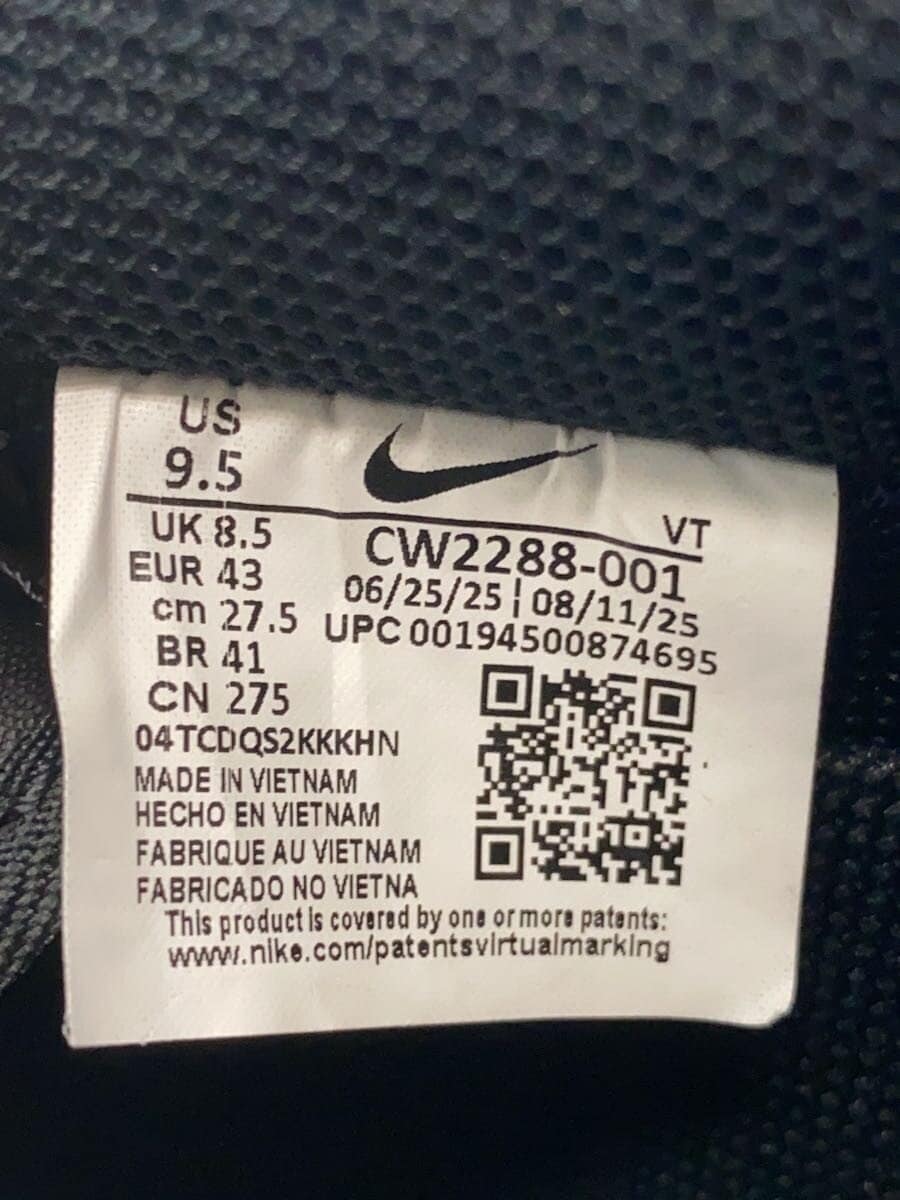 US
9.5
VT
UK 8.5
EUR 43
cm 27.5
BR 41
CN 275
CW2288-001
06/25/25 | 08/11/25
UPC 00194500874695
04TCDQS2KKKHN
MADE IN VIETNAM
HECHO EN VIETNAM
FABRIQUE AU VIETNAM
FABRICADO NO VIETNA
This product is covered by one or more patents:
www.nike.com/patentsvirtualmarking